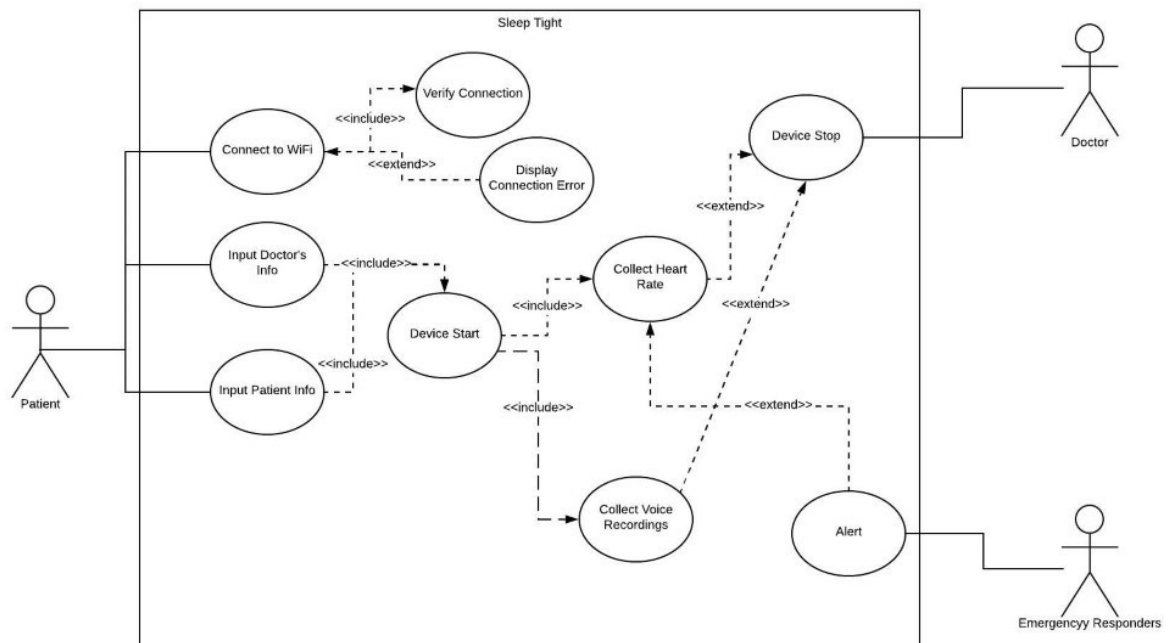 Sleep Tight
Verify Connection
<<include>>
Connect to WiFi
<<extend>>
Display
Connection Error
Device Stop
Doctor
<<extend>>
Input Doctor's
Info
<<include>>
Collect Heart
Rate
<<extend>>
Device Start
<<include>>
Patient
Input Patient Info
<<include>>
<<include>>
<<extend>>
Collect Voice
Recordings
Alert
Emergencyy Responders